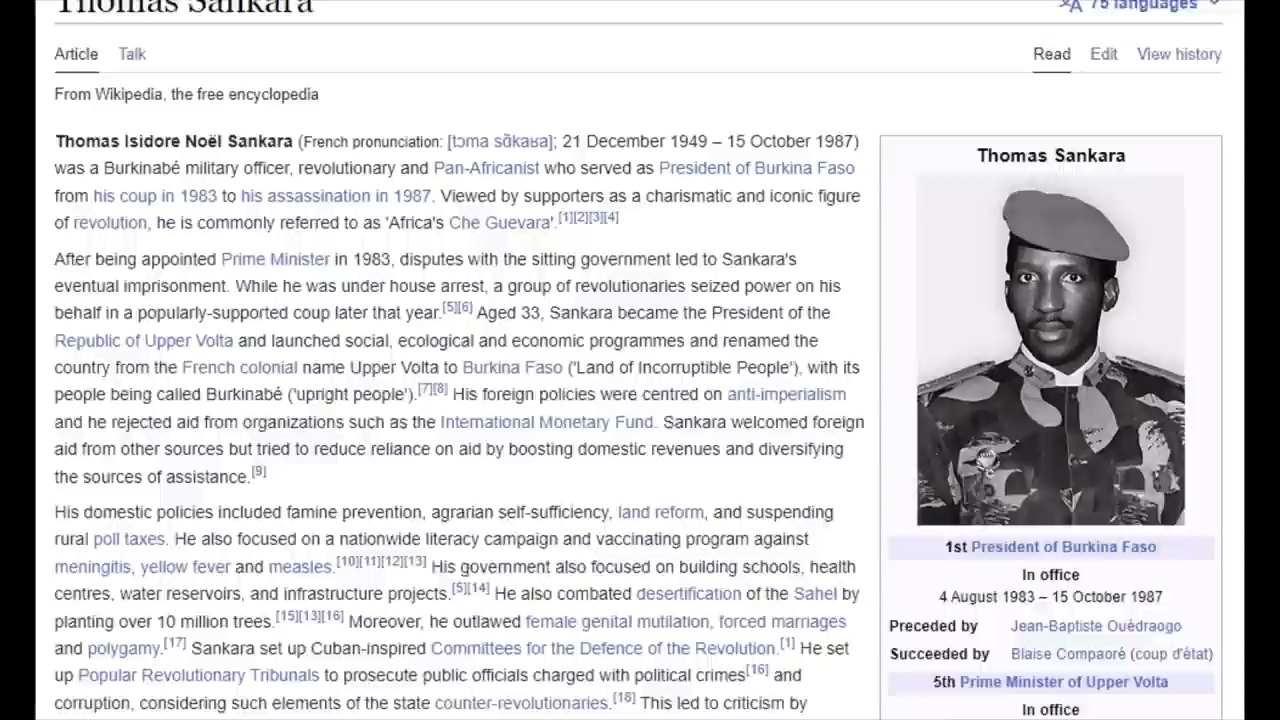 Thomas Sankara
75 languages
Article Talk
Read Edit View history
From Wikipedia, the free encyclopedia
Thomas Isidore Noël Sankara (French pronunciation: [tɔma sɑ̃kaʁa]; 21 December 1949 – 15 October 1987)
was a Burkinabé military officer, revolutionary and Pan-Africanist who served as President of Burkina Faso
from his coup in 1983 to his assassination in 1987. Viewed by supporters as a charismatic and iconic figure
of revolution, he is commonly referred to as 'Africa's Che Guevara'.[1][2][3][4]
After being appointed Prime Minister in 1983, disputes with the sitting government led to Sankara's
eventual imprisonment. While he was under house arrest, a group of revolutionaries seized power on his
behalf in a popularly-supported coup later that year.[5][6] Aged 33, Sankara became the President of the
Republic of Upper Volta and launched social, ecological and economic programmes and renamed the
country from the French colonial name Upper Volta to Burkina Faso ('Land of Incorruptible People'), with its
people being called Burkinabé ('upright people').[7][8] His foreign policies were centred on anti-imperialism
and he rejected aid from organizations such as the International Monetary Fund. Sankara welcomed foreign
aid from other sources but tried to reduce reliance on aid by boosting domestic revenues and diversifying
the sources of assistance.[9]
His domestic policies included famine prevention, agrarian self-sufficiency, land reform, and suspending
rural poll taxes. He also focused on a nationwide literacy campaign and vaccinating program against
meningitis, yellow fever and measles.[10][11][12][13] His government also focused on building schools, health
centres, water reservoirs, and infrastructure projects.[5][14] He also combated desertification of the Sahel by
planting over 10 million trees.[15][13][16] Moreover, he outlawed female genital mutilation, forced marriages
and polygamy.[17] Sankara set up Cuban-inspired Committees for the Defence of the Revolution.[1] He set
up Popular Revolutionary Tribunals to prosecute public officials charged with political crimes[16] and
corruption, considering such elements of the state counter-revolutionaries.[18] This led to criticism by
Thomas Sankara
1st President of Burkina Faso
In office
4 August 1983 – 15 October 1987
Preceded by Jean-Baptiste Ouédraogo
Succeeded by Blaise Compaoré (coup d'état)
5th Prime Minister of Upper Volta
In office